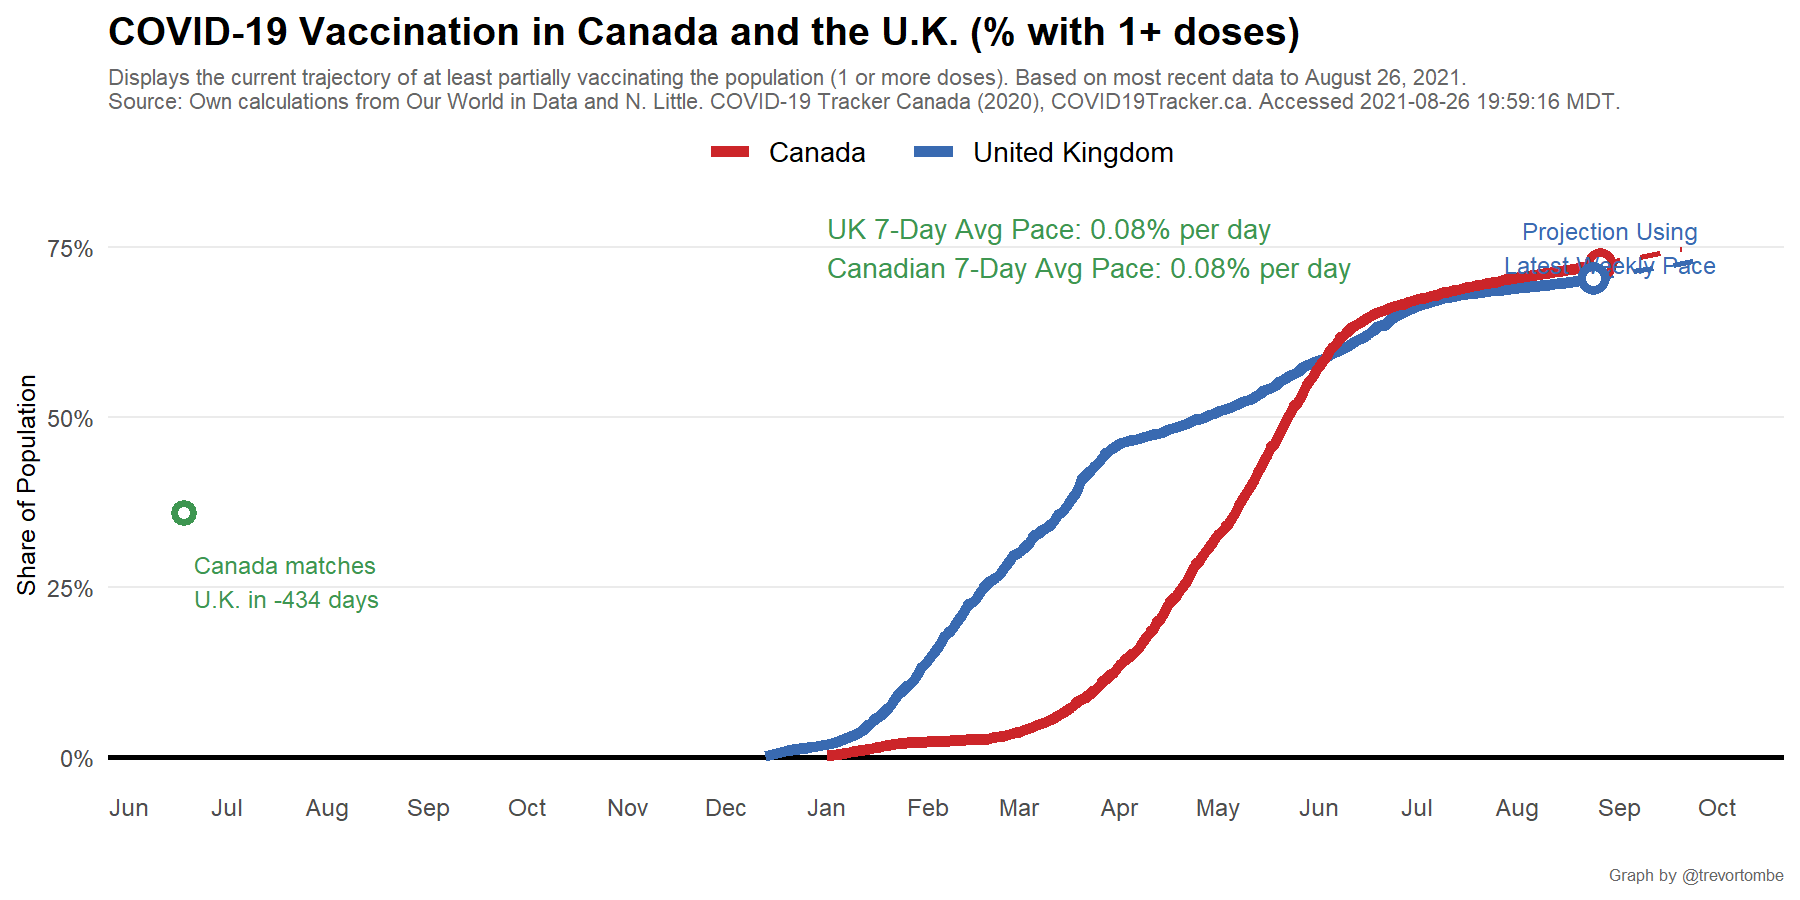 COVID-19 Vaccination in Canada and the U.K. (% with 1+ doses)
Displays the current trajectory of at least partially vaccinating the population (1 or more doses). Based on most recent data to August 26, 2021.
Source: Own calculations from Our World in Data and N. Little. COVID-19 Tracker Canada (2020), COVID19Tracker.ca. Accessed 2021-08-26 19:59:16 MDT.
Canada United Kingdom
UK 7-Day Avg Pace: 0.08% per day
Canadian 7-Day Avg Pace: 0.08% per day
Projection Using
Latest Weekly Pace
75%
50%
25%
0%
Share of Population
Canada matches
U.K. in -434 days
Jun Jul Aug Sep Oct Nov Dec Jan Feb Mar Apr May Jun Jul Aug Sep Oct
Graph by @trevortombe